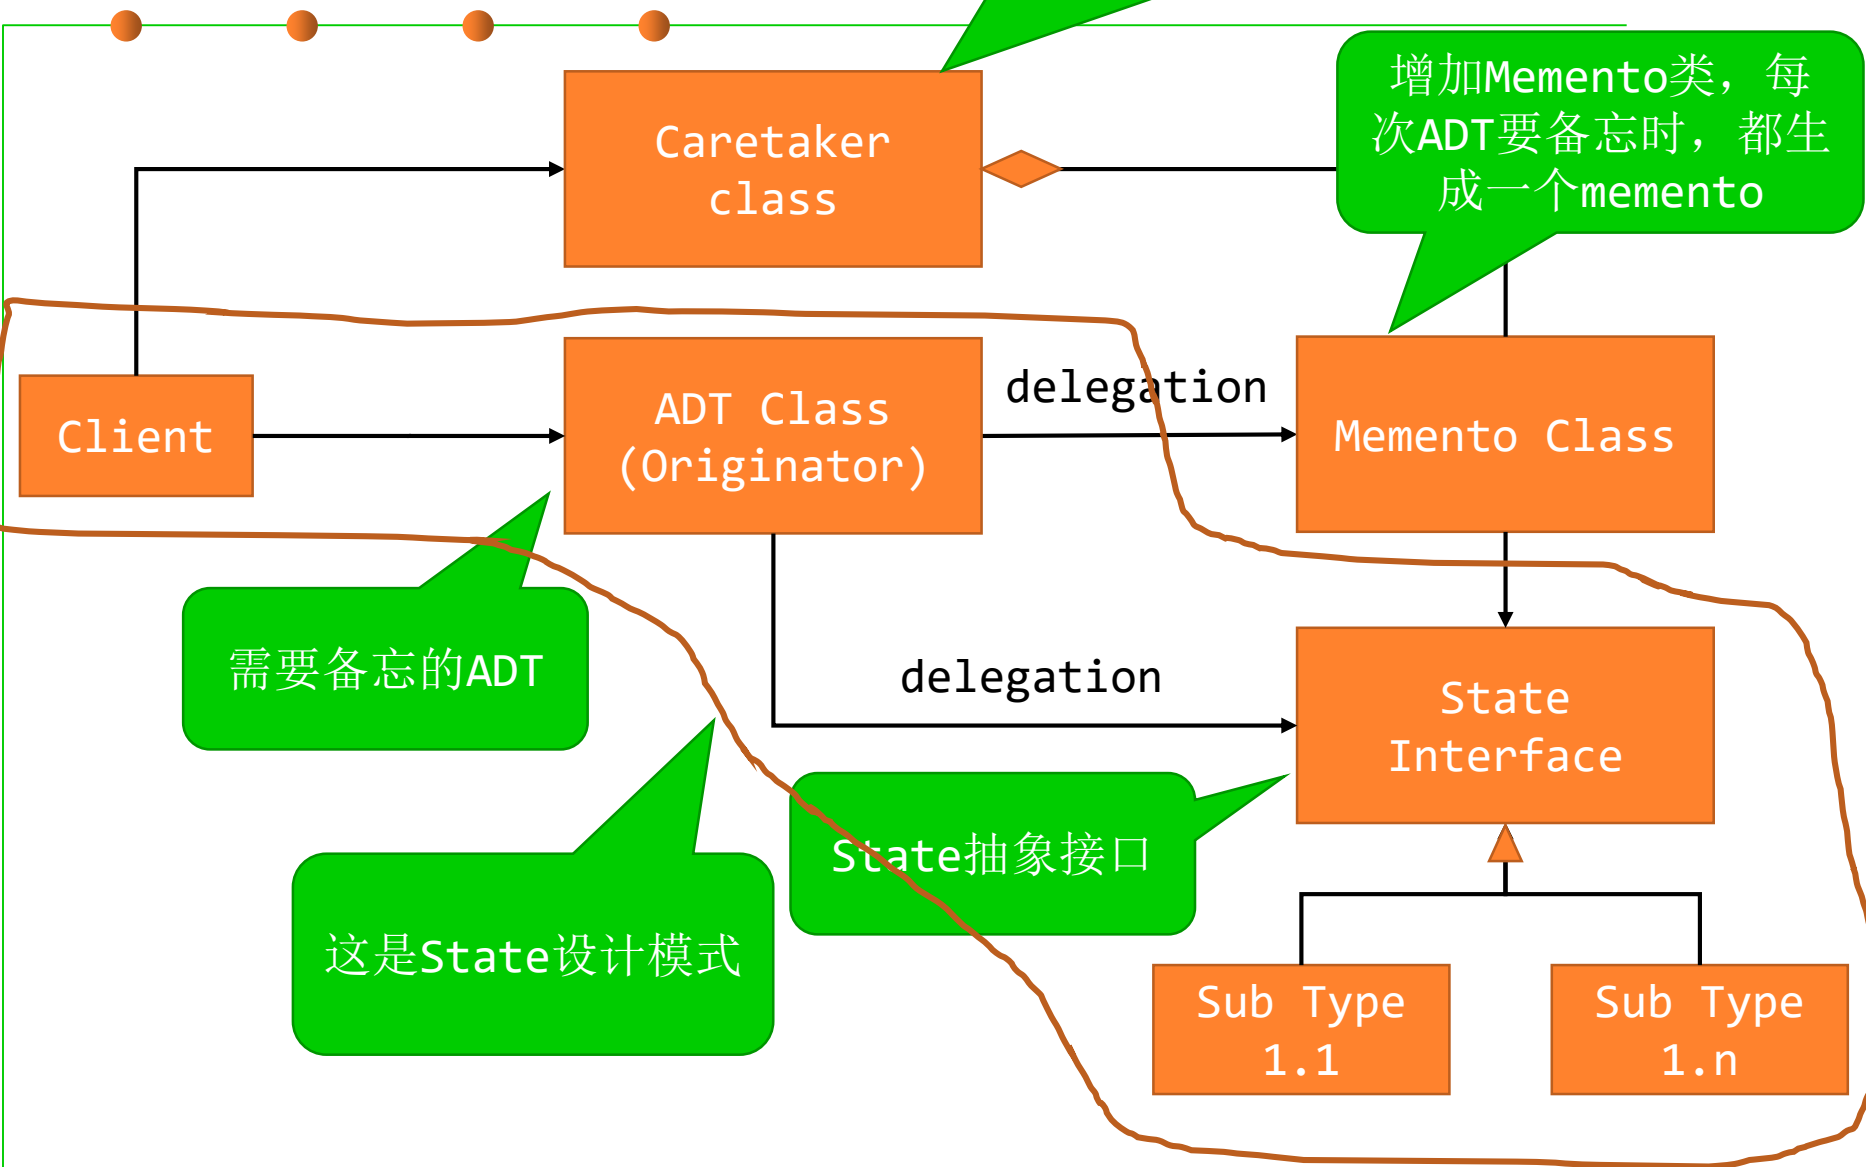 Caretaker
class
增加Memento类，每
次ADT要备忘时，都生
成一个memento
Client
ADT Class
(Originator)
delegation
Memento Class
需要备忘的ADT
delegation
State
Interface
State抽象接口
这是State设计模式
Sub Type
1.1
Sub Type
1.n